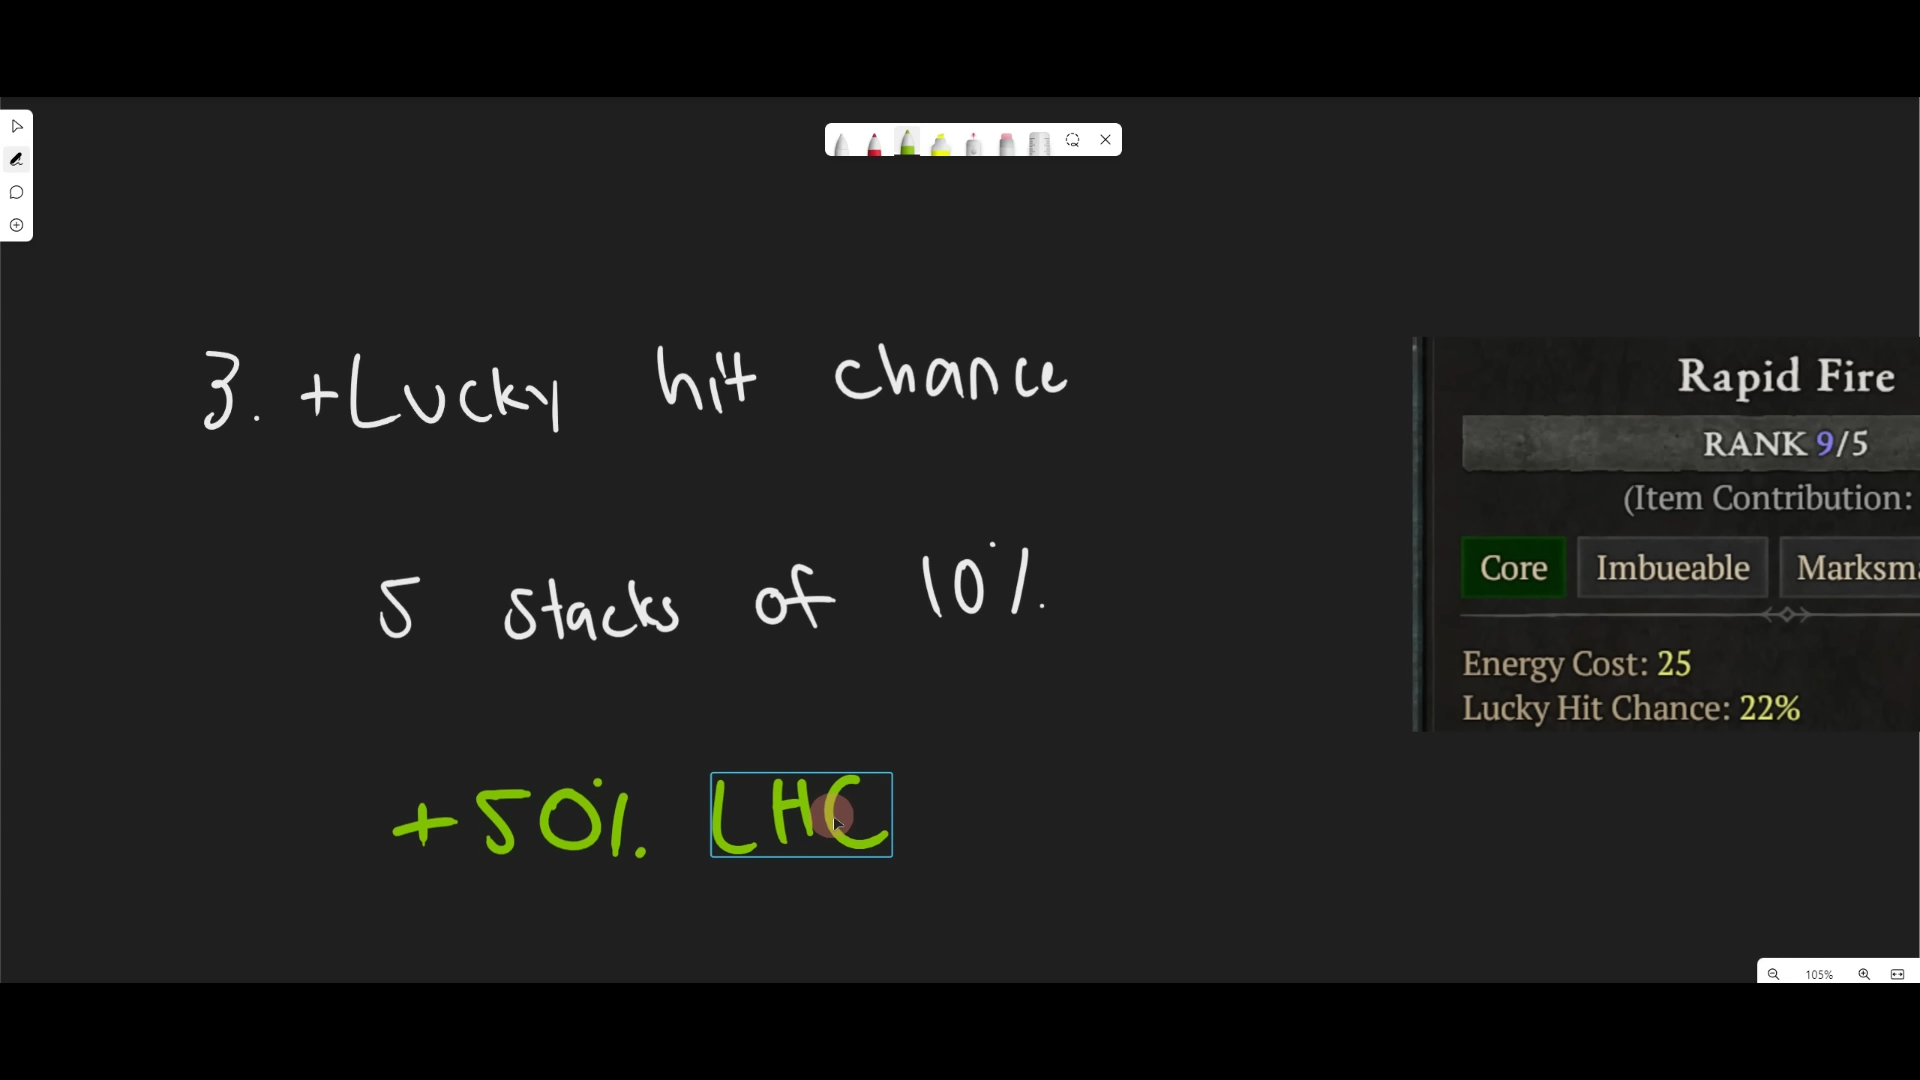 3. +Lucky hit chance
5 stacks of 10%
+50% LHC
Rapid Fire
RANK 9/5
(Item Contribution:
Core Imbueable Marksma
Energy Cost: 25
Lucky Hit Chance: 22%
105%